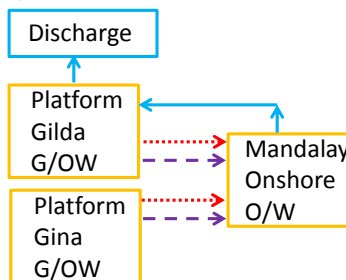 Discharge
Platform
Gilda
G/OW
Mandalay
Onshore
O/W
Platform
Gina
G/OW